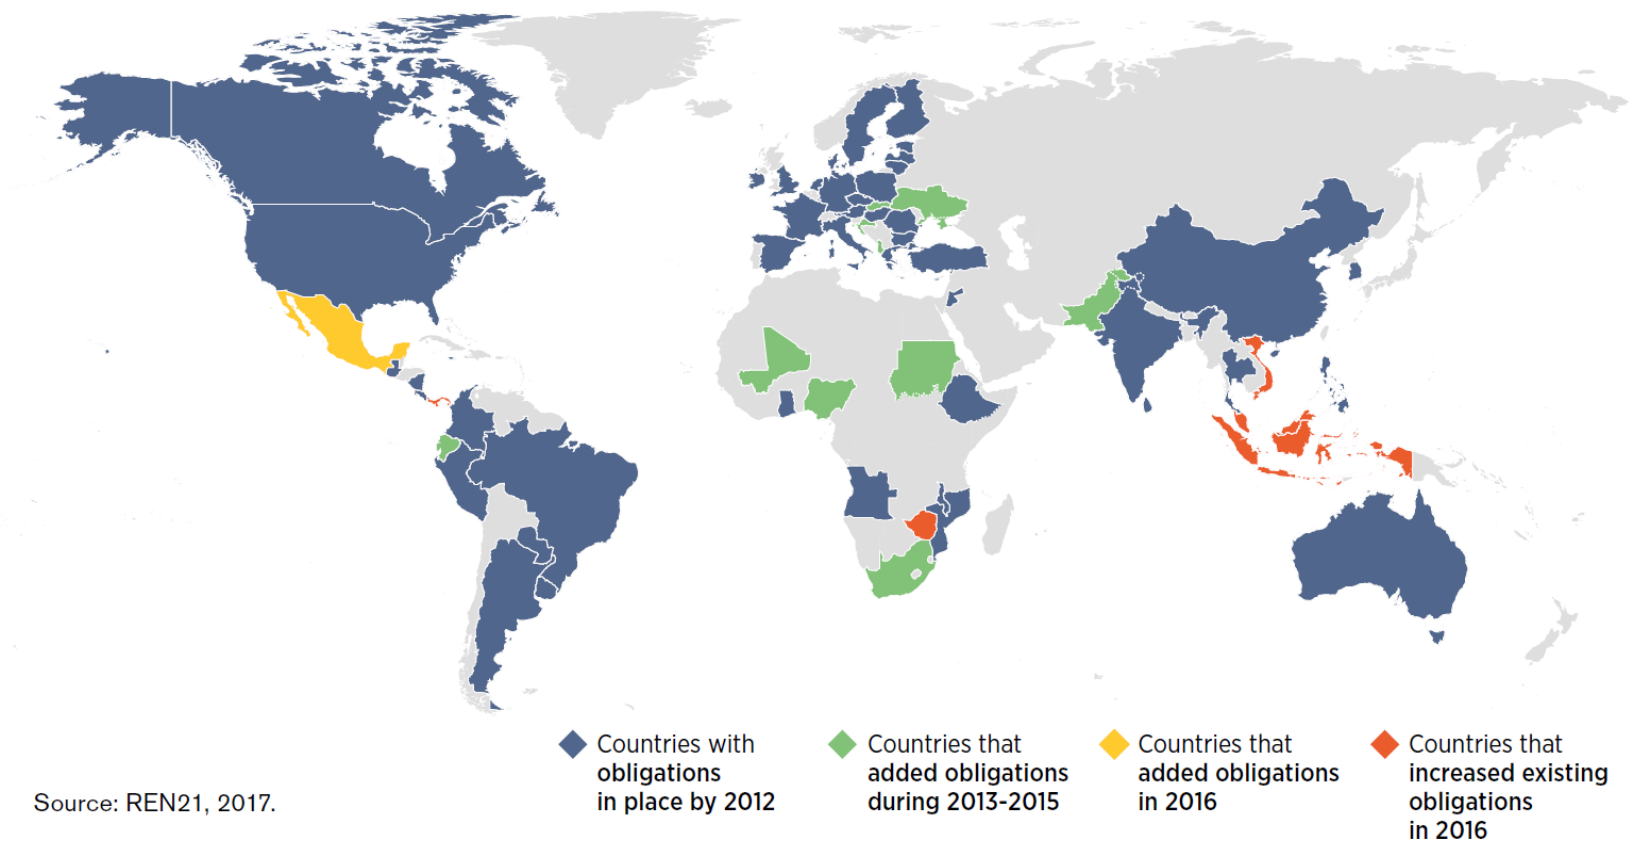 Countries with
obligations
in place by 2012
Countries that
added obligations
during 2013-2015
Countries that
added obligations
in 2016
Countries that
increased existing
obligations
in 2016
Source: REN21, 2017.